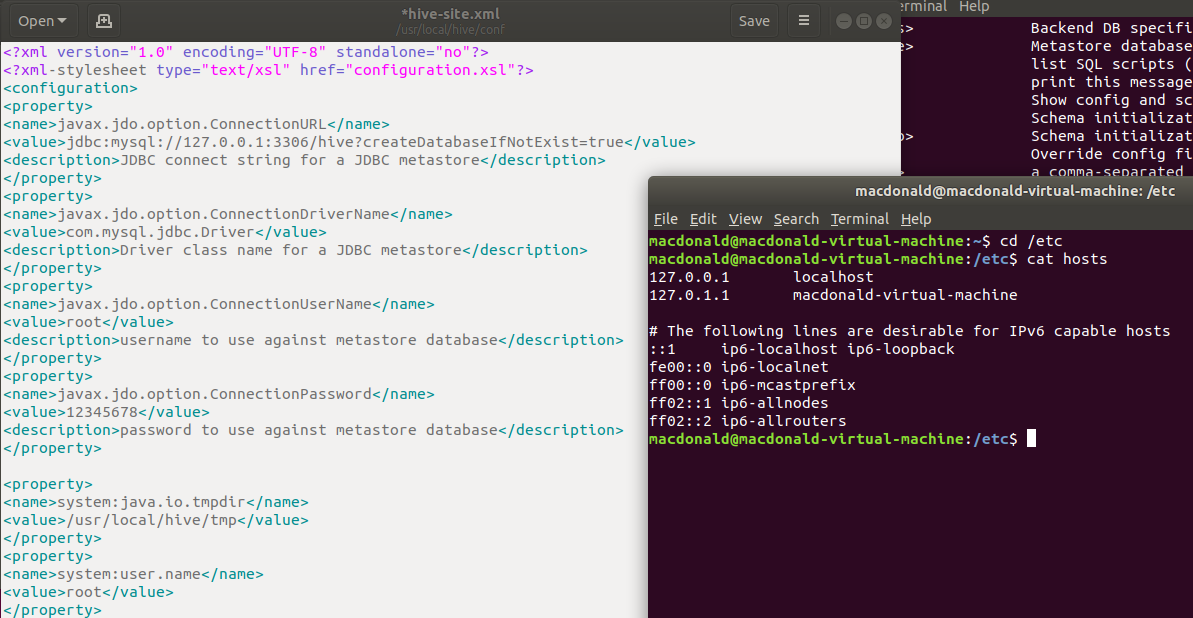 Open
*hive-site.xml
/usr/local/hive/conf
Save
<?xml version="1.0" encoding="UTF-8" standalone="no"?>
<?xml-stylesheet type="text/xsl" href="configuration.xsl"?>
<configuration>
<property>
<name>javax.jdo.option.ConnectionURL</name>
<value>jdbc:mysql://127.0.0.1:3306/hive?createDatabaseIfNotExist=true</value>
<description>JDBC connect string for a JDBC metastore</description>
</property>
<property>
<name>javax.jdo.option.ConnectionDriverName</name>
<value>com.mysql.jdbc.Driver</value>
<description>Driver class name for a JDBC metastore</description>
</property>
<property>
<name>javax.jdo.option.ConnectionUserName</name>
<value>root</value>
<description>username to use against metastore database</description>
</property>
<property>
<name>javax.jdo.option.ConnectionPassword</name>
<value>12345678</value>
<description>password to use against metastore database</description>
</property>
<property>
<name>system:java.io.tmpdir</name>
<value>/usr/local/hive/tmp</value>
</property>
<property>
<name>system:user.name</name>
<value>root</value>
</property>
erminal Help
s> Backend DB specifi
e> Metastore database
list SQL scripts (
print this message
Show config and sc
Schema initializat
o> Schema initializat
Override config fi
> a comma-separated
macdonald@macdonald-virtual-machine: /etc
File Edit View Search Terminal Help
macdonald@macdonald-virtual-machine:~$ cd /etc
macdonald@macdonald-virtual-machine:/etc$ cat hosts
127.0.0.1 localhost
127.0.1.1 macdonald-virtual-machine
# The following lines are desirable for IPv6 capable hosts
::1 ip6-localhost ip6-loopback
fe00::0 ip6-localnet
ff00::0 ip6-mcastprefix
ff02::1 ip6-allnodes
ff02::2 ip6-allrouters
macdonald@macdonald-virtual-machine:/etc$